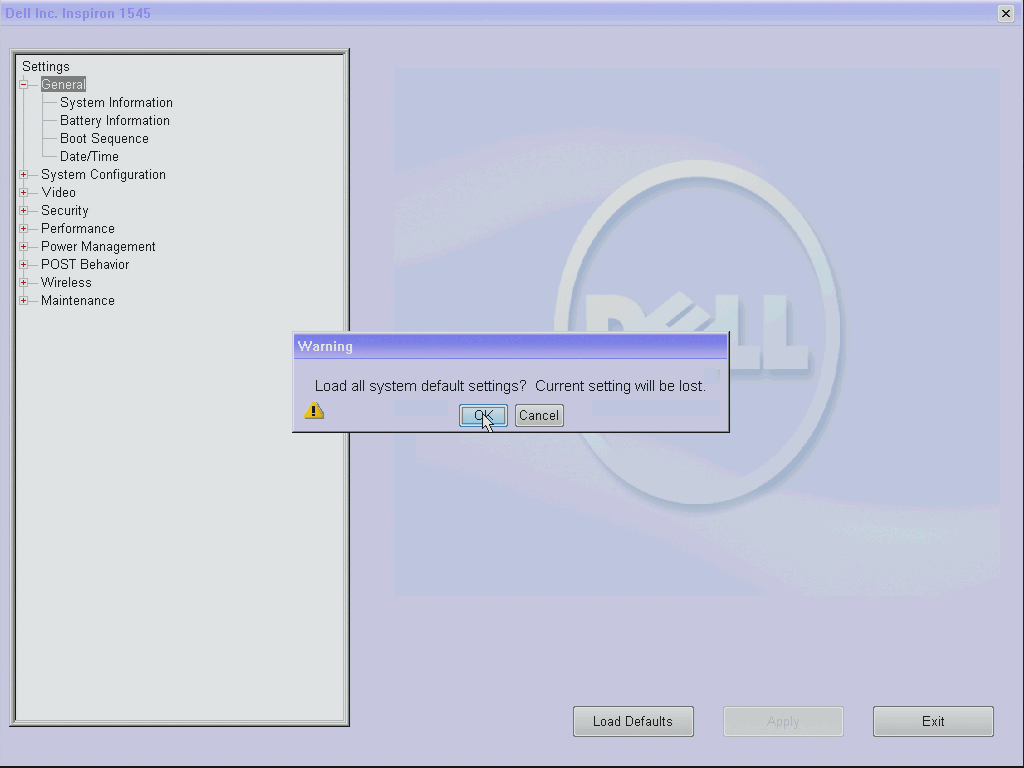 Dell Inc. Inspiron 1545
Settings
General
System Information
Battery Information
Boot Sequence
Date/Time
System Configuration
Video
Security
Performance
Power Management
POST Behavior
Wireless
Maintenance
DELL
Warning
Load all system default settings? Current setting will be lost.
OK
Cancel
Load Defaults
Apply
Exit